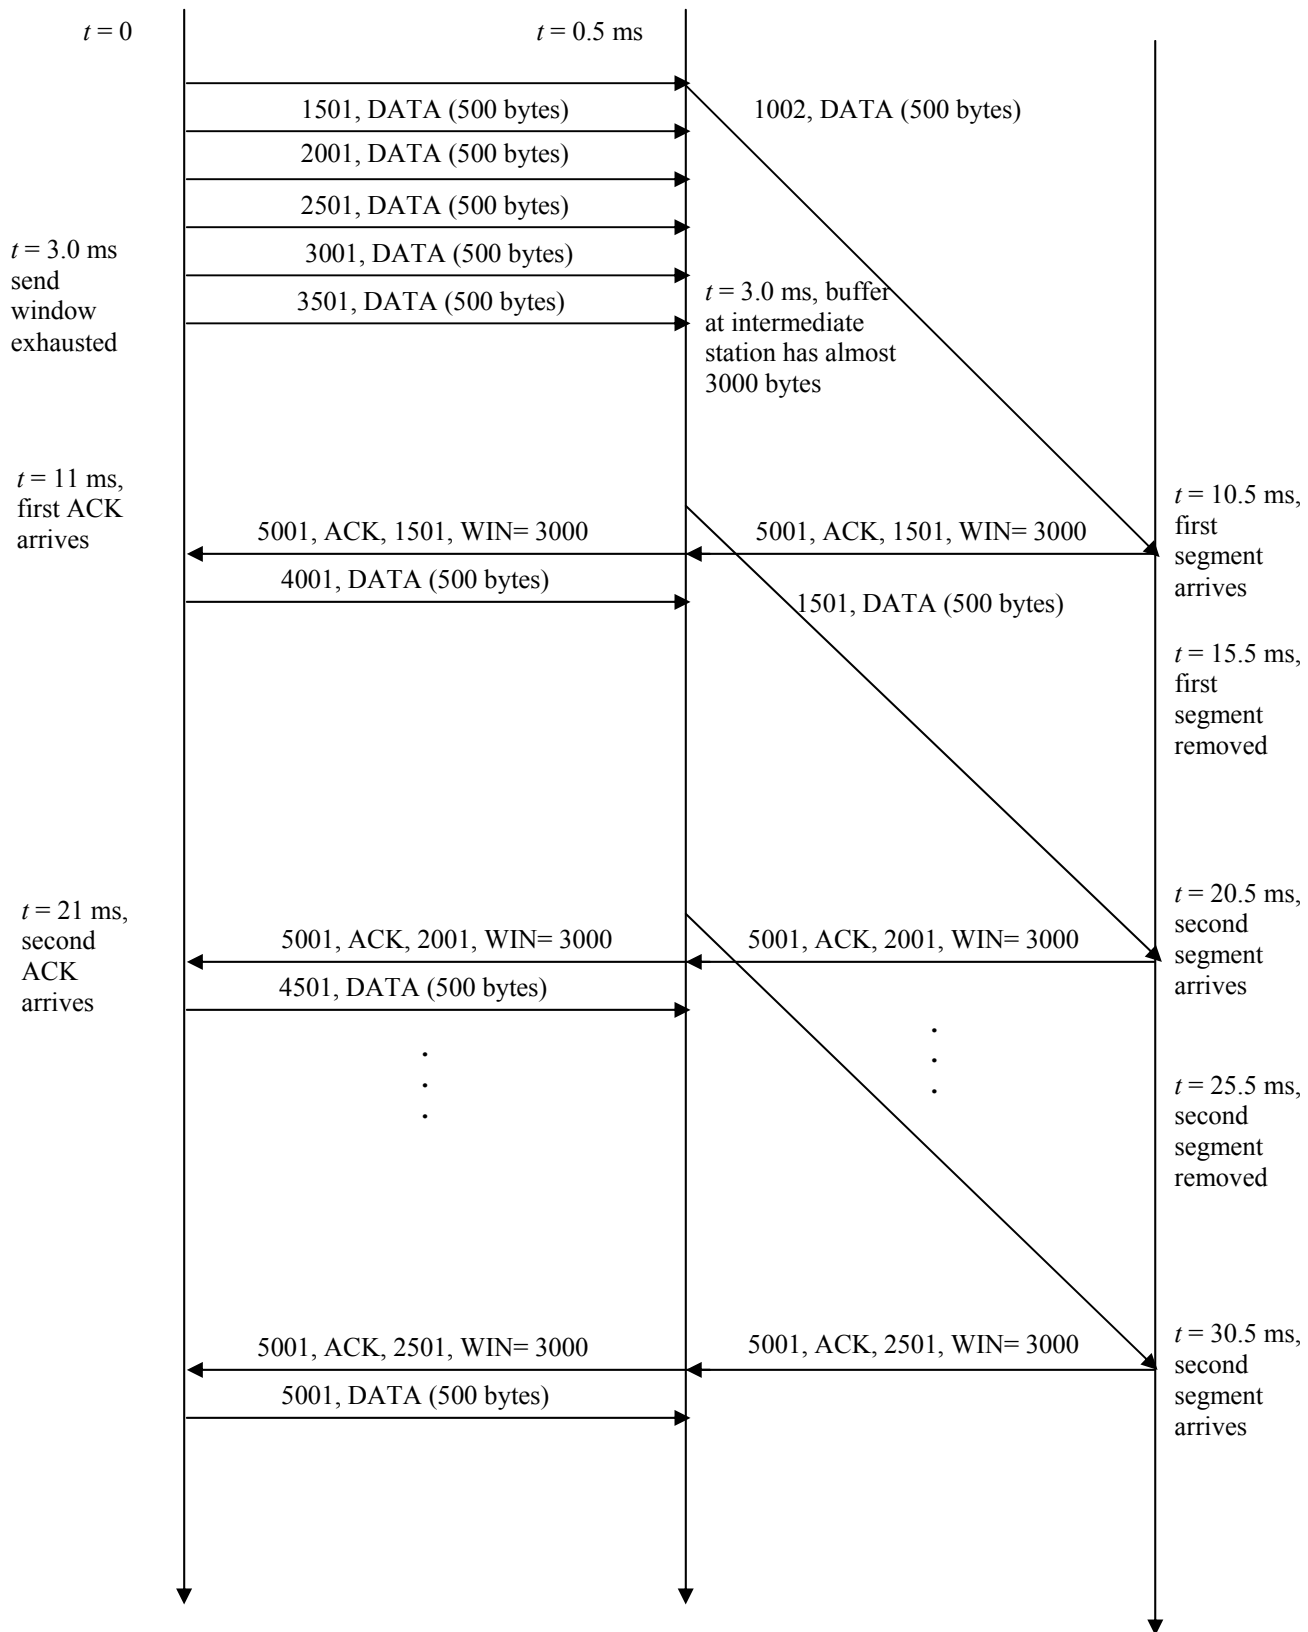 t = 0
t = 0.5 ms
1501, DATA (500 bytes)
1002, DATA (500 bytes)
2001, DATA (500 bytes)
2501, DATA (500 bytes)
t = 3.0 ms
send
window
exhausted
3001, DATA (500 bytes)
3501, DATA (500 bytes)
t = 3.0 ms, buffer
at intermediate
station has almost
3000 bytes
t = 11 ms,
first ACK
arrives
5001, ACK, 1501, WIN= 3000
5001, ACK, 1501, WIN= 3000
t = 10.5 ms,
first
segment
arrives
4001, DATA (500 bytes)
1501, DATA (500 bytes)
t = 15.5 ms,
first
segment
removed
t = 21 ms,
second
ACK
arrives
5001, ACK, 2001, WIN= 3000
5001, ACK, 2001, WIN= 3000
t = 20.5 ms,
second
segment
arrives
4501, DATA (500 bytes)
.
.
.
.
.
.
t = 25.5 ms,
second
segment
removed
5001, ACK, 2501, WIN= 3000
5001, ACK, 2501, WIN= 3000
t = 30.5 ms,
second
segment
arrives
5001, DATA (500 bytes)